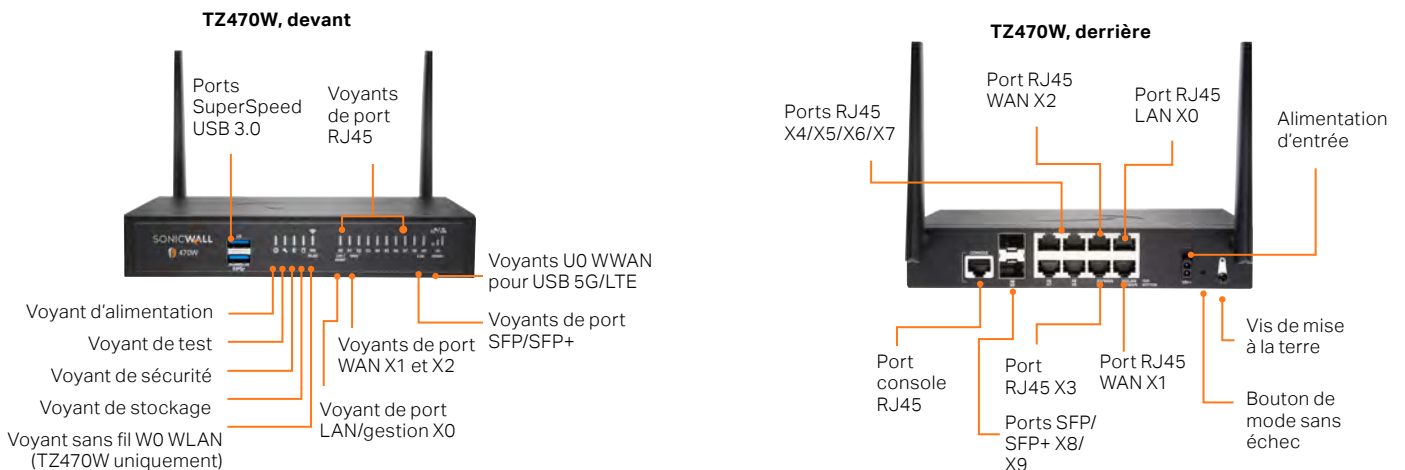 TZ470W, devant
Ports
SuperSpeed
USB 3.0
Voyants
de port
RJ45
SONICWALL
470W
Voyants U0 WWAN
pour USB 5G/LTE
Voyants de port
SFP/SFP+
Voyant d'alimentation
Voyant de test
Voyant de sécurité
Voyant de stockage
Voyant sans fil W0 WLAN
(TZ470W uniquement)
Voyants de port
WAN X1 et X2
Voyant de port
LAN/gestion X0
TZ470W, derrière
Ports RJ45
X4/X5/X6/X7
Port RJ45
WAN X2
Port RJ45
LAN X0
Alimentation
d'entrée
CONSOLE
Port
console
RJ45
Ports SFP/
SFP+ X8/
X9
Port
RJ45 X3
Port RJ45
WAN X1
Vis de mise
à la terre
Bouton de
mode sans
échec